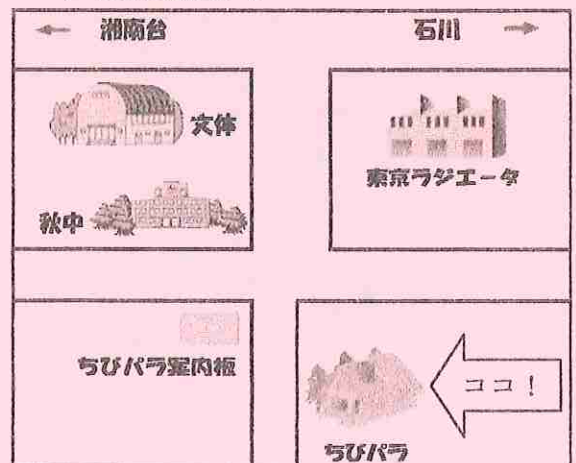 ← 湘南台
石川 →
文体
東京ラジエータ
秋中
ちびパラ案内板
ココ！
ちびパラ